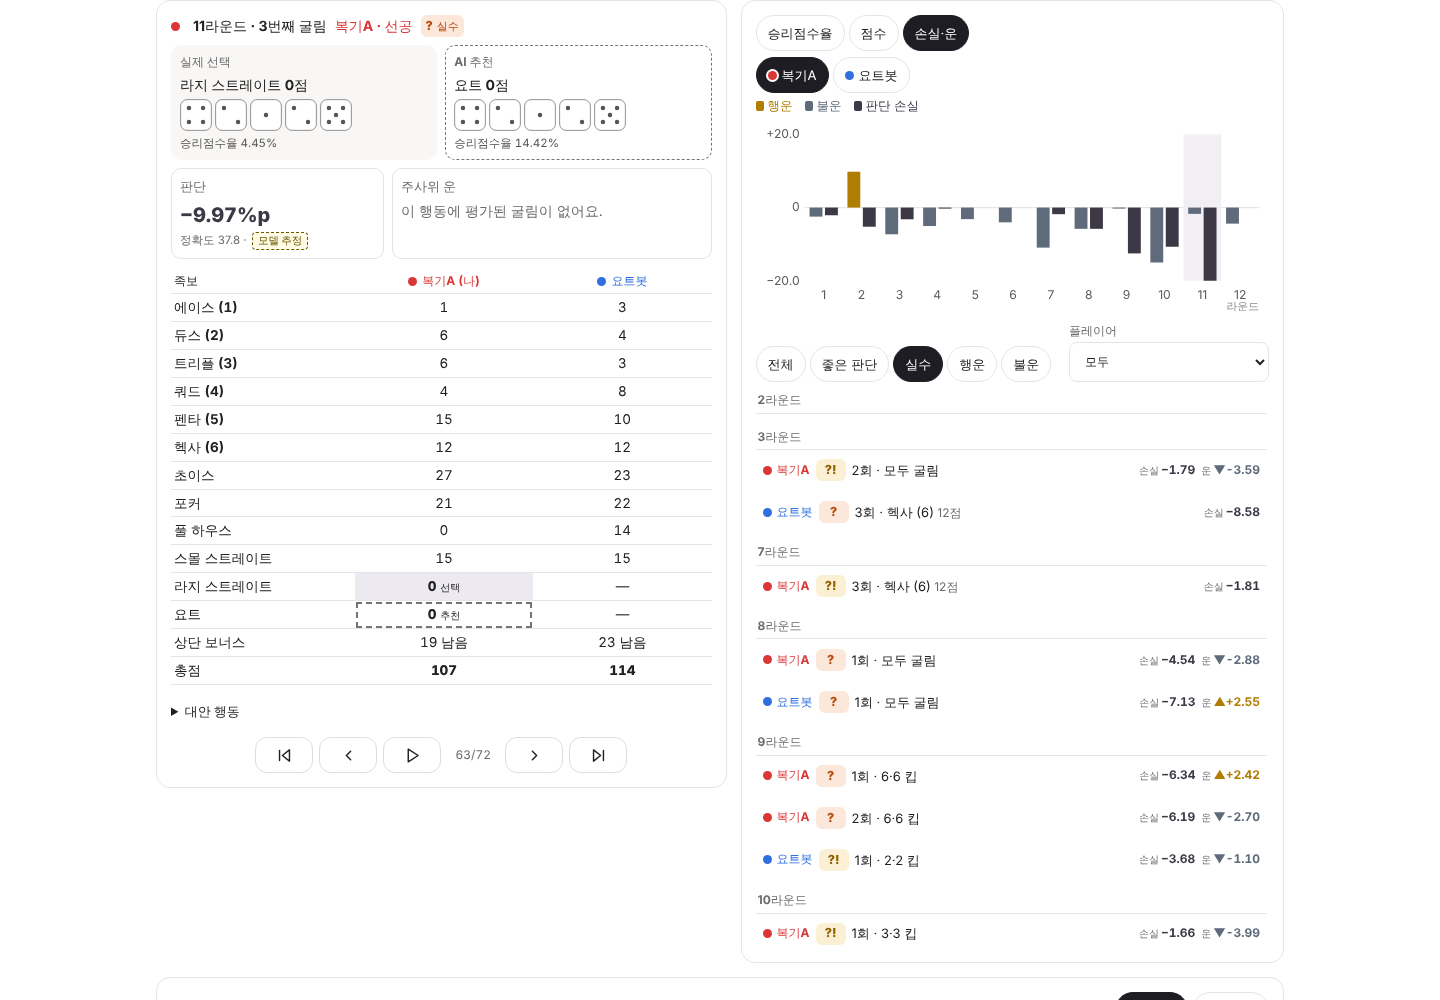 11라운드 · 3번째 굴림 복기A · 선공 ? 실수
실제 선택
라지 스트레이트 0점
승리점수율 4.45%
AI 추천
요트 0점
승리점수율 14.42%
판단
−9.97%p
정확도 37.8 · 모델 추정
주사위 운
이 행동에 평가된 굴림이 없어요.
족보 복기A (나) 요트봇
에이스 (1) 1 3
듀스 (2) 6 4
트리플 (3) 6 3
쿼드 (4) 4 8
펜타 (5) 15 10
헥사 (6) 12 12
초이스 27 23
포커 21 22
풀 하우스 0 14
스몰 스트레이트 15 15
라지 스트레이트 0 선택 —
요트 0 추천 —
상단 보너스 19 남음 23 남음
총점 107 114
▶ 대안 행동
63/72
승리점수율 점수 손실·운
복기A 요트봇
행운 불운 판단 손실
+20.0
0
−20.0
1 2 3 4 5 6 7 8 9 10 11 12
라운드
플레이어
전체 좋은 판단 실수 행운 불운 모두
2라운드
3라운드
복기A ?! 2회 · 모두 굴림 손실 −1.79 운 ▼-3.59
요트봇 ? 3회 · 헥사 (6) 12점 손실 −8.58
7라운드
복기A ?! 3회 · 헥사 (6) 12점 손실 −1.81
8라운드
복기A ? 1회 · 모두 굴림 손실 −4.54 운 ▼-2.88
요트봇 ? 1회 · 모두 굴림 손실 −7.13 운 ▲+2.55
9라운드
복기A ? 1회 · 6·6 킵 손실 −6.34 운 ▲+2.42
복기A ? 2회 · 6·6 킵 손실 −6.19 운 ▼-2.70
요트봇 ?! 1회 · 2·2 킵 손실 −3.68 운 ▼-1.10
10라운드
복기A ?! 1회 · 3·3 킵 손실 −1.66 운 ▼-3.99